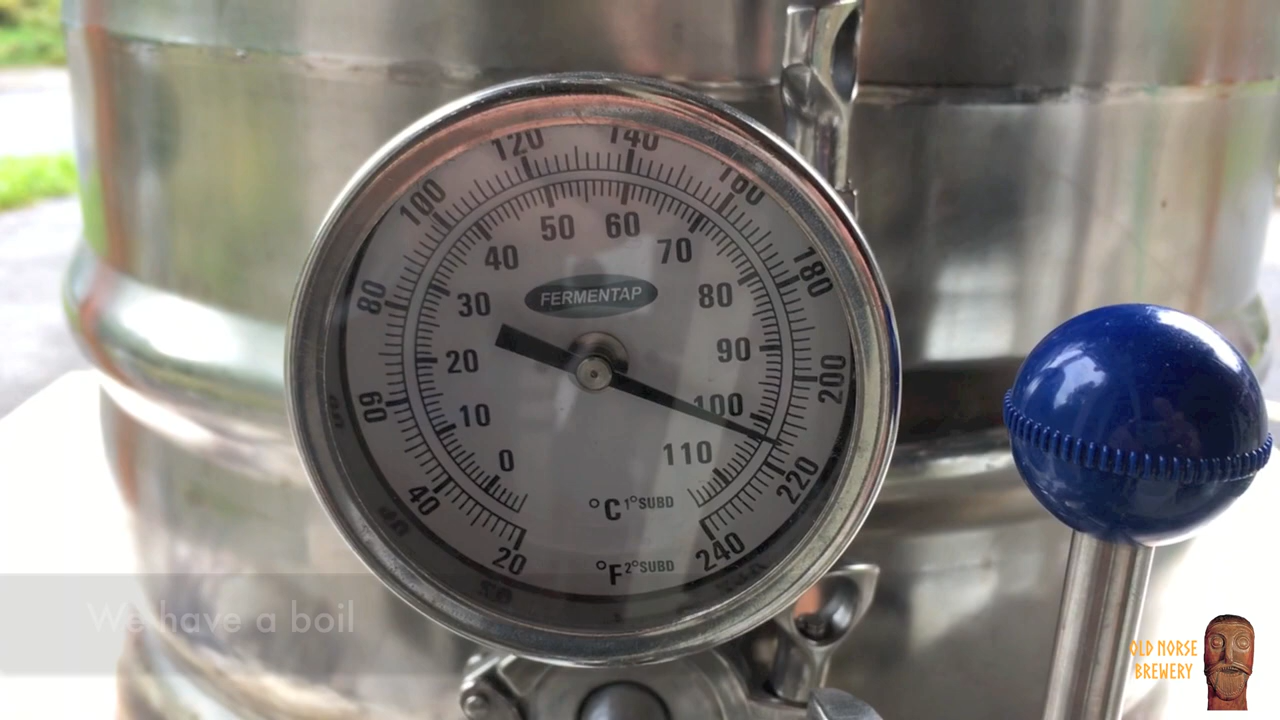 120 140
100 160
50 60
40 70
80 180
30 80
FERMENTAP
20 90
200
60 10 100
0 110
40 220
°C 1°SUBD
20 °F 2°SUBD 240
We have a boil
OLD NORSE
BREWERY